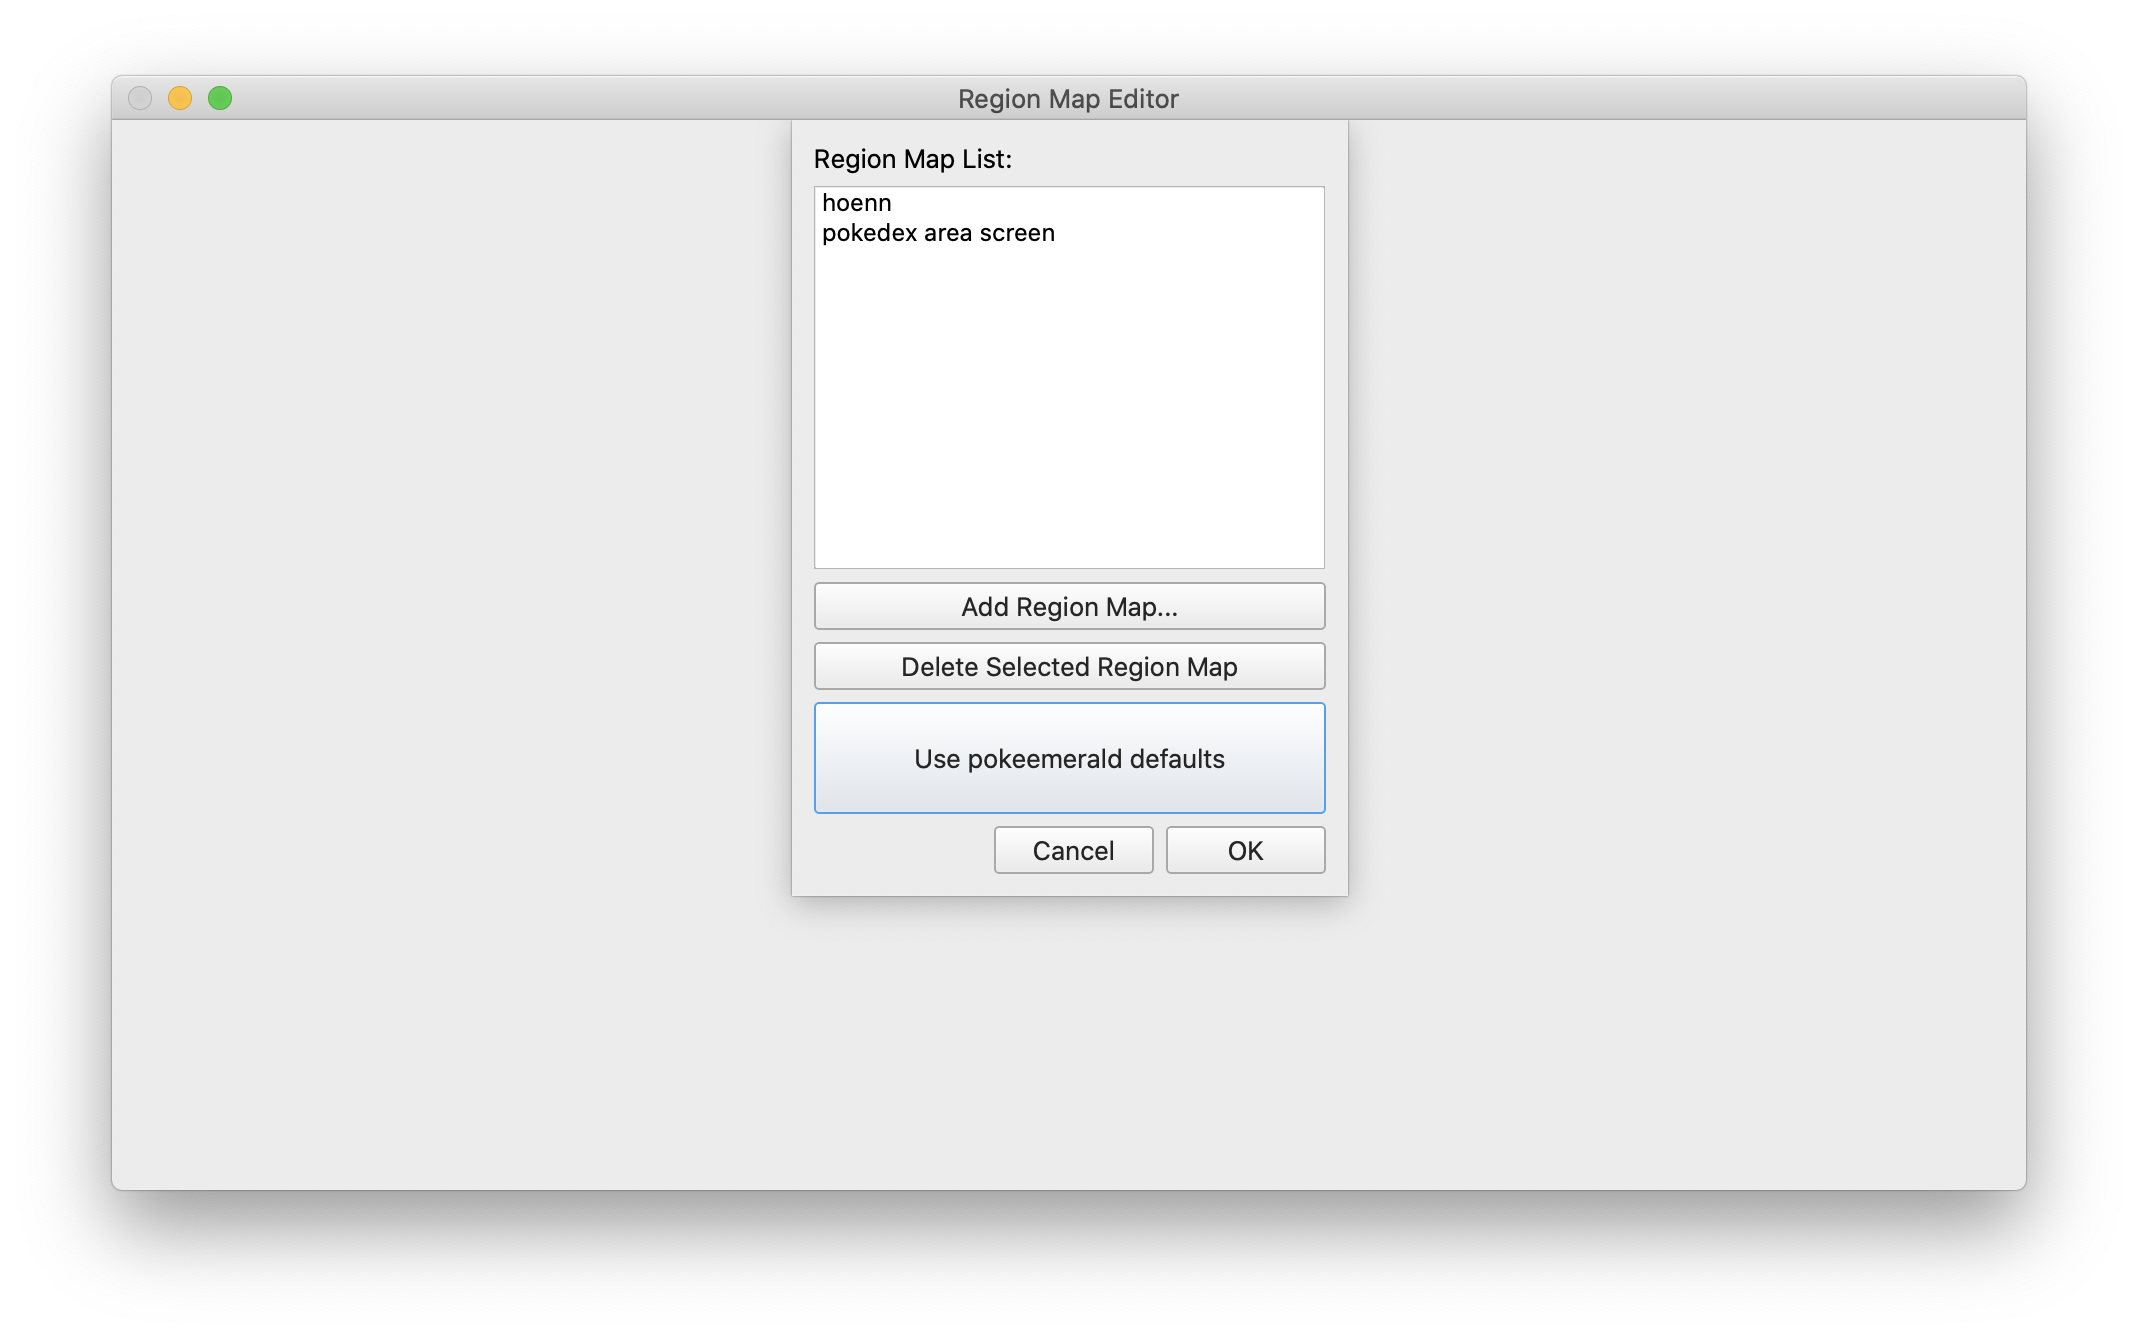 Region Map Editor
Region Map List:
hoenn
pokedex area screen
Add Region Map...
Delete Selected Region Map
Use pokeemerald defaults
Cancel
OK